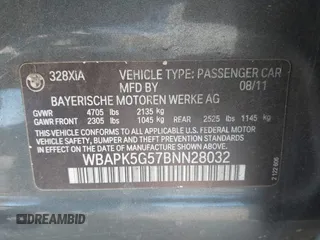 328XiA VEHICLE TYPE: PASSENGER CAR
MFD BY 08/11
BAYERISCHE MOTOREN WERKE AG
GVWR 4705 lbs 2135 kg
GAWR FRONT 2305 lbs 1045 kg REAR 2525 lbs 1145 kg
THIS VEHICLE CONFORMS TO ALL APPLICABLE FEDERAL MOTOR VEHICLE
SAFETY, BUMPER AND THEFT PREVENTION STANDARDS
IN EFFECT ON THE DATE OF MANUFACTURE SHOWN ABOVE.
WBAPK5G57BNN28032
DREAMBID